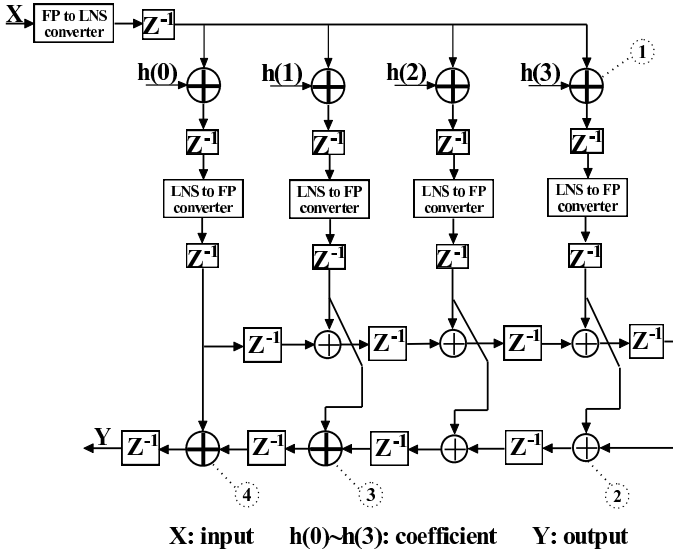 X
FP to LNS
converter
Z-1
h(0)
h(1)
h(2)
h(3)
1
Z-1
Z-1
Z-1
Z-1
LNS to FP
converter
LNS to FP
converter
LNS to FP
converter
LNS to FP
converter
Z-1
Z-1
Z-1
Z-1
Z-1
Z-1
Z-1
Z-1
Y
Z-1
Z-1
Z-1
Z-1
4
3
2
X: input h(0)~h(3): coefficient Y: output